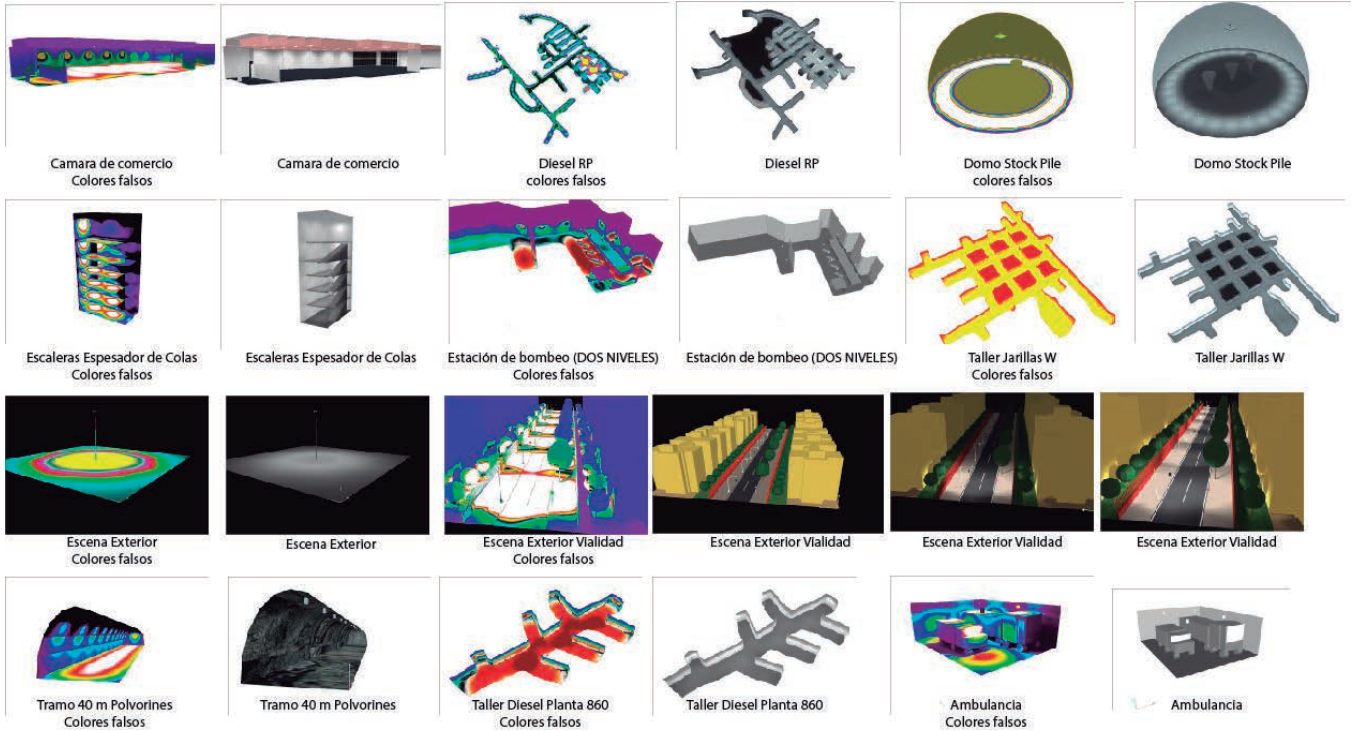 Camara de comercio
Colores falsos
Camara de comercio
Diesel RP
colores falsos
Diesel RP
Domo Stock Pile
colores falsos
Domo Stock Pile
Escaleras Espesador de Colas
Colores falsos
Escaleras Espesador de Colas
Estación de bombeo (DOS NIVELES)
Colores falsos
Estación de bombeo (DOS NIVELES)
Taller Jarillas W
Colores falsos
Taller Jarillas W
Escena Exterior
Colores falsos
Escena Exterior
Escena Exterior Vialidad
Colores falsos
Escena Exterior Vialidad
Escena Exterior Vialidad
Escena Exterior Vialidad
Tramo 40 m Polvorines
Colores falsos
Tramo 40 m Polvorines
Taller Diesel Planta 860
Colores falsos
Taller Diesel Planta 860
Ambulancia
Colores falsos
Ambulancia